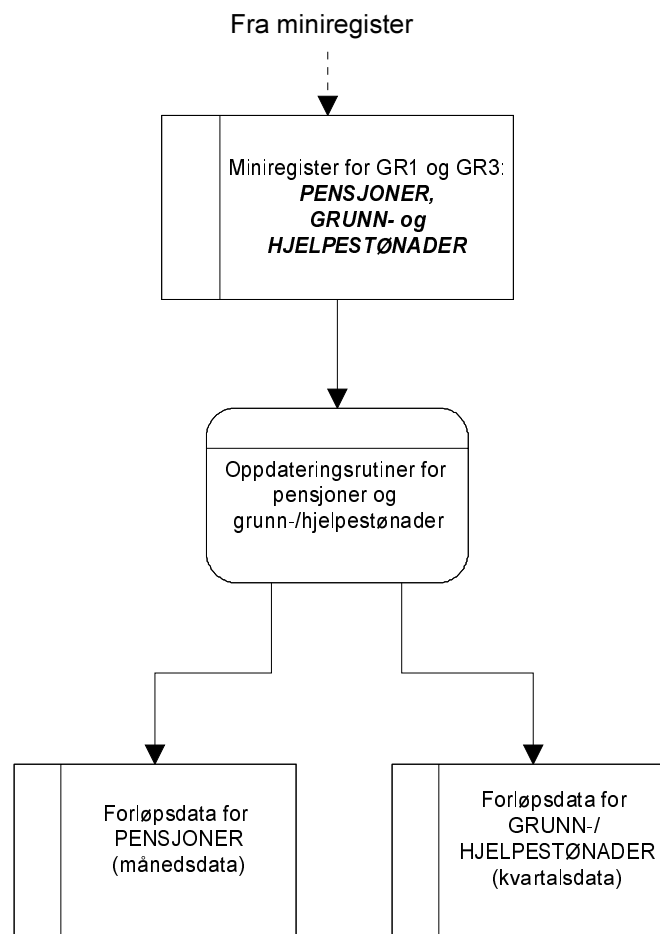 Fra miniregister
Miniregister for GR1 og GR3:
PENSJONER,
GRUNN- og
HJELPESTØNADER
Oppdateringsrutiner for
pensjoner og
grunn-/hjelpestønader
Forløpsdata for
PENSJONER
(månedsdata)
Forløpsdata for
GRUNN-/
HJELPESTØNADER
(kvartalsdata)